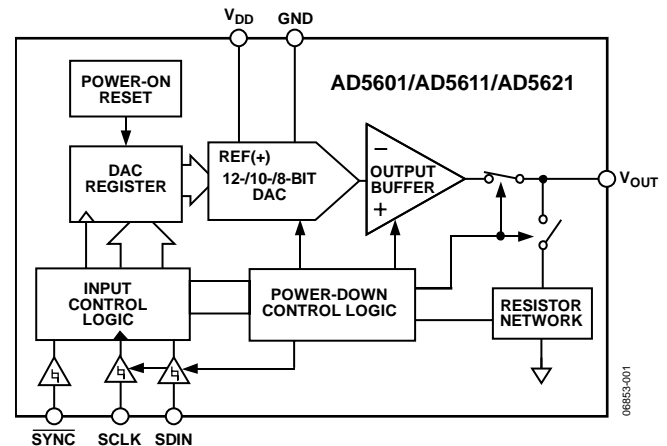 VDD GND
POWER-ON
RESET
AD5601/AD5611/AD5621
DAC
REGISTER
REF(+)
12-/10-/8-BIT
DAC
–
OUTPUT
BUFFER
+
VOUT
INPUT
CONTROL
LOGIC
POWER-DOWN
CONTROL LOGIC
RESISTOR
NETWORK
SYNC SCLK SDIN
06853-001